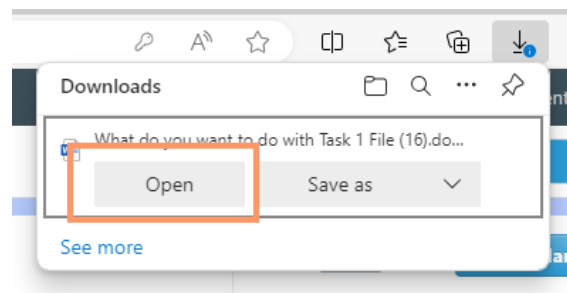 Downloads
What do you want to do with Task 1 File (16).do...
Open
Save as
See more